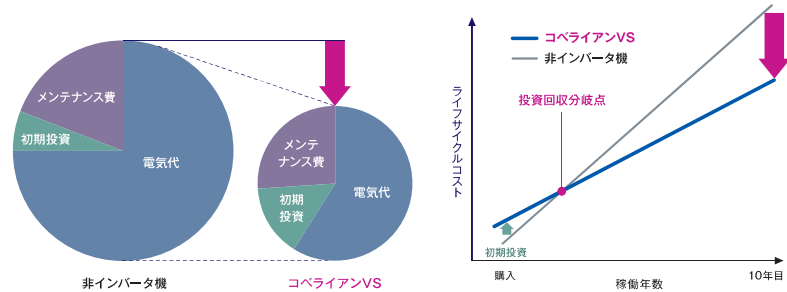 メンテナンス費
初期投資
電気代
非インバータ機
メンテ
ナンス費
初期
投資
電気代
コベライアンVS
コベライアンVS
非インバータ機
投資回収分岐点
ライフサイクルコスト
初期投資
購入
稼働年数
10年目